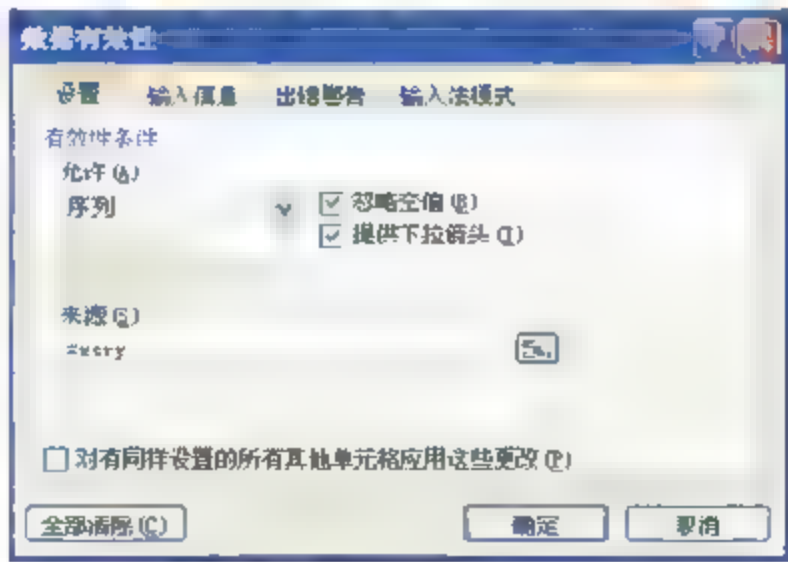 数据有效性
设置 输入信息 出错警告 输入法模式
有效性条件
允许(A)
序列
忽略空值(B)
提供下拉箭头(I)
来源(S)
对有同样设置的所有其他单元格应用这些更改(P)
全部清除(C) 确定 取消